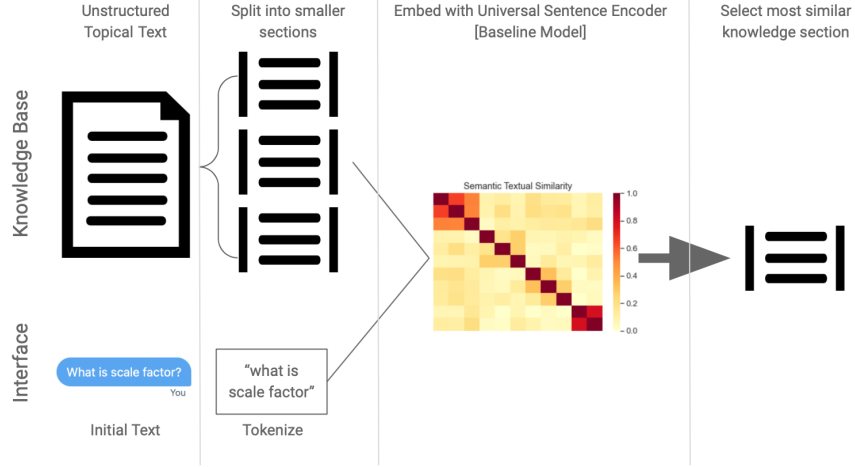 Unstructured
Topical Text
Split into smaller
sections
Embed with Universal Sentence Encoder
[Baseline Model]
Select most similar
knowledge section
Knowledge Base
Semantic Textual Similarity
1.0
0.8
0.6
0.4
0.2
0.0
Interface
What is scale factor?
You
“what is
scale factor”
Initial Text
Tokenize